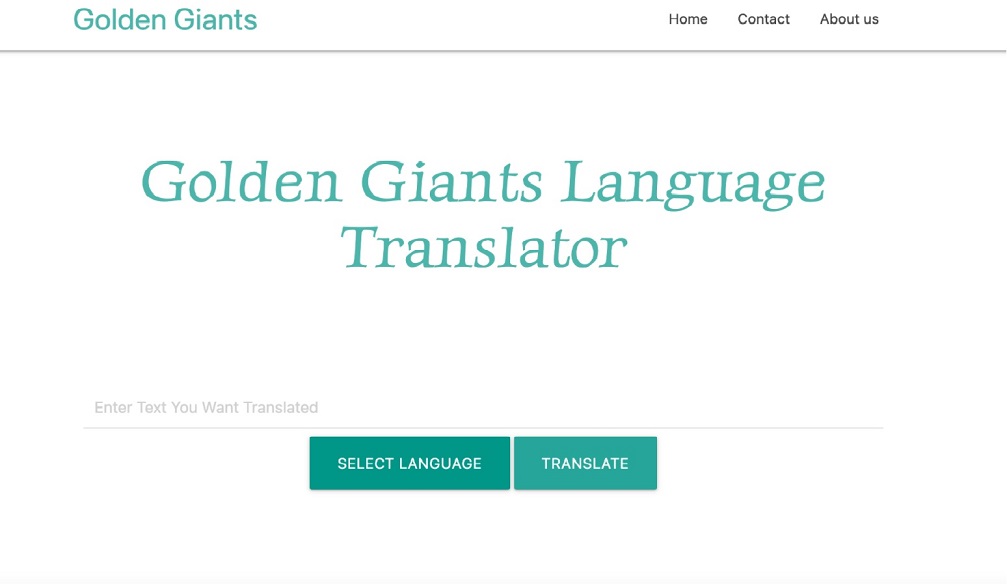 Golden Giants
Home Contact About us
Golden Giants Language
Translator
Enter Text You Want Translated
SELECT LANGUAGE TRANSLATE